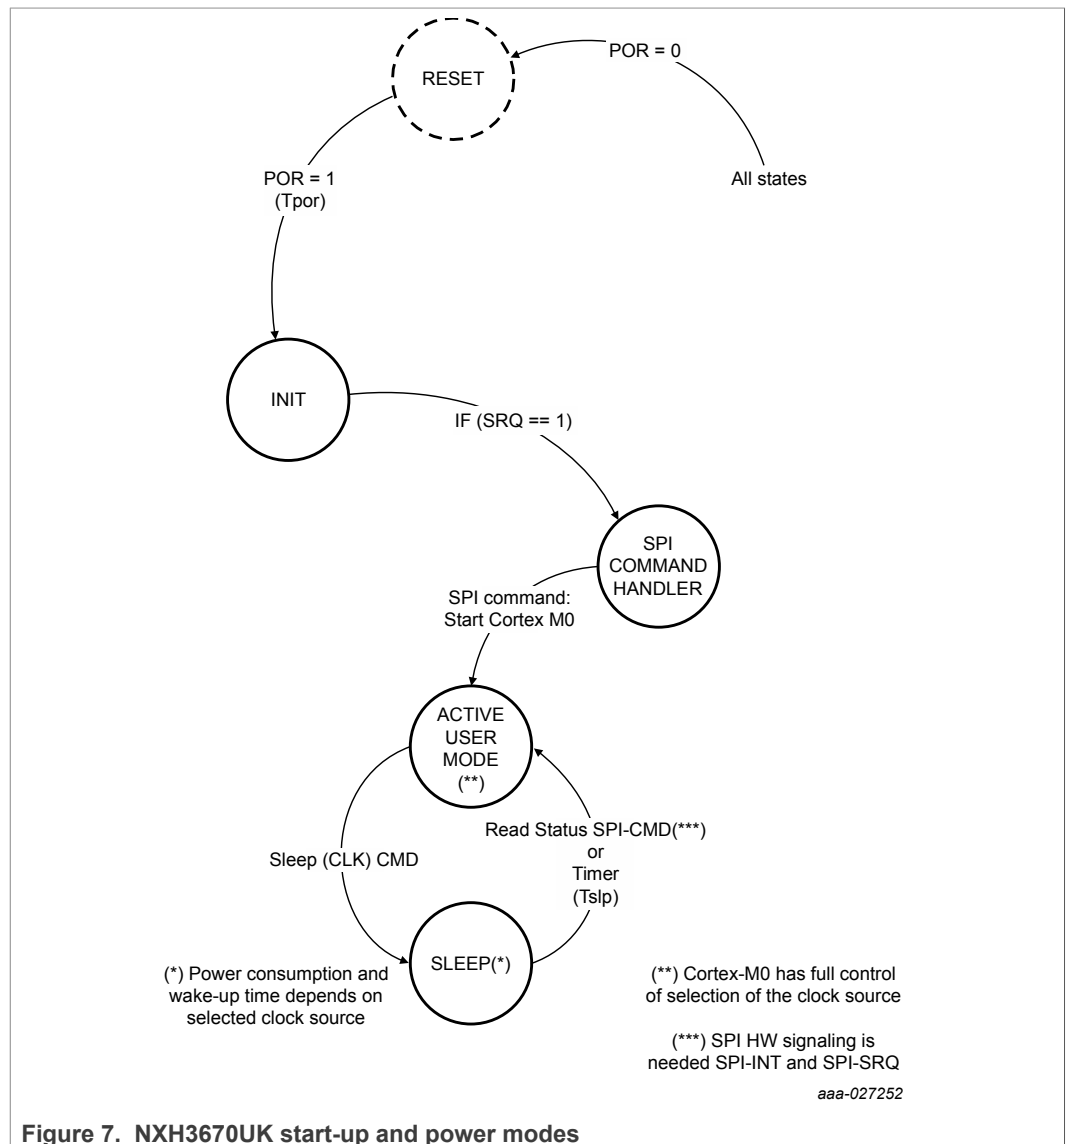 RESET
POR = 0
All states
POR = 1
(Tpor)
INIT
IF (SRQ == 1)
SPI
COMMAND
HANDLER
SPI command:
Start Cortex M0
ACTIVE
USER
MODE
(**)
Read Status SPI-CMD(***)
or
Timer
(Tslp)
Sleep (CLK) CMD
SLEEP(*)
(*) Power consumption and
wake-up time depends on
selected clock source
(**) Cortex-M0 has full control
of selection of the clock source
(***) SPI HW signaling is
needed SPI-INT and SPI-SRQ
aaa-027252
Figure 7. NXH3670UK start-up and power modes